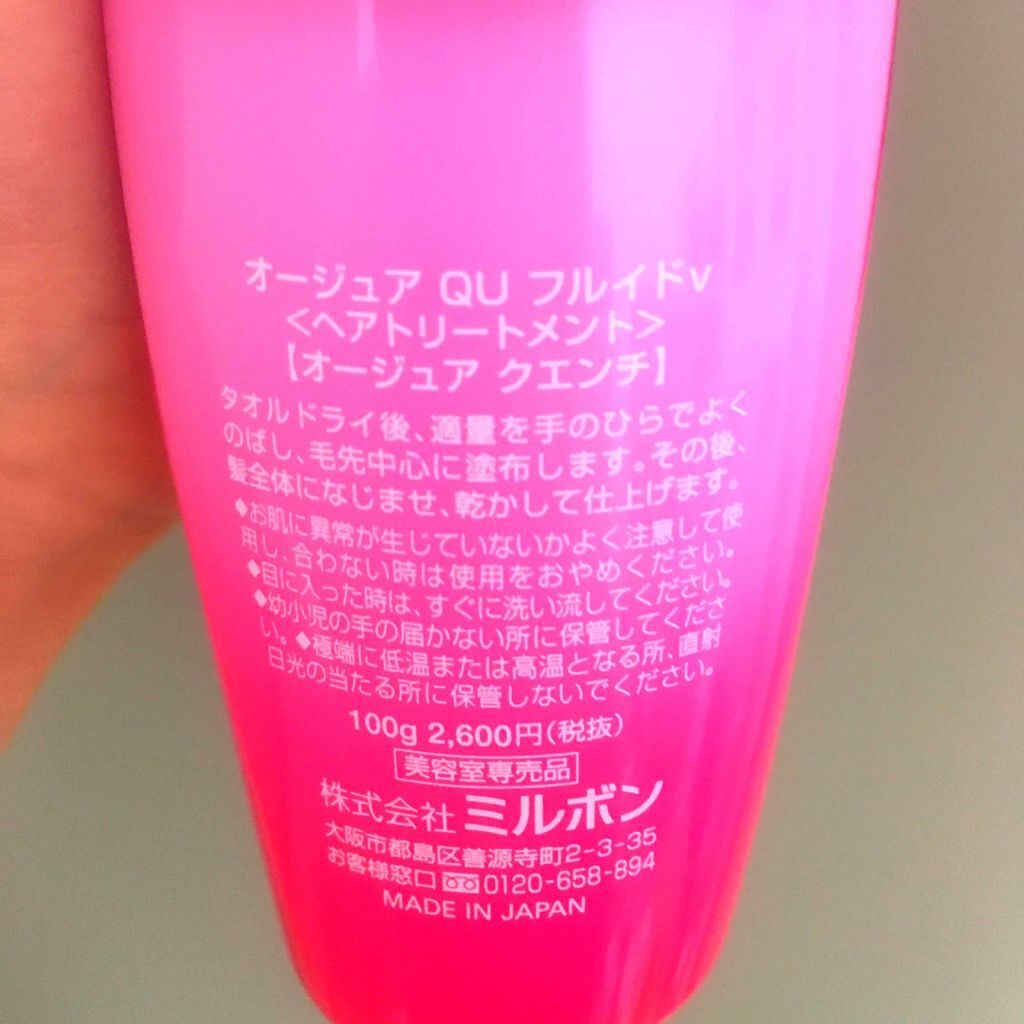 オージュア QU フルイドv
<ヘアトリートメント>
【オージュア クエンチ】
タオルドライ後、適量を手のひらでよく
のばし、毛先中心に塗布します。その後、
髪全体になじませ、乾かして仕上げます。
◆お肌に異常が生じていないかよく注意して使
用し、合わない時は使用をおやめください。
◆目に入った時は、すぐに洗い流してください。
◆幼小児の手の届かない所に保管してくださ
い。◆極端に低温または高温となる所、直射
日光の当たる所に保管しないでください。
100g 2,600円(税抜)
美容室専売品
株式会社 ミルボン
大阪市都島区善源寺町2-3-35
お客様窓口 0120-658-894
MADE IN JAPAN